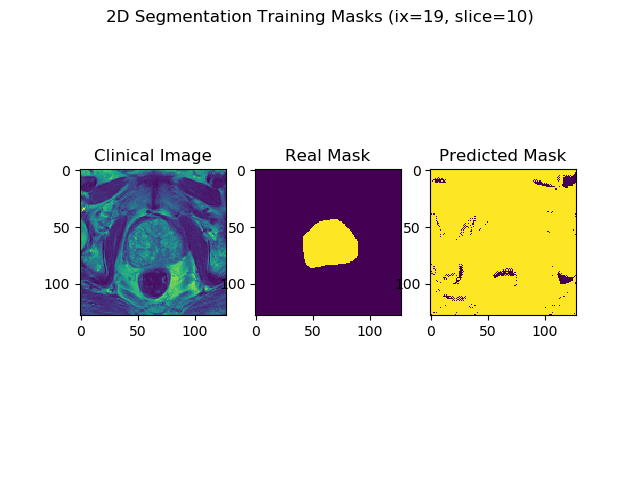 2D Segmentation Training Masks (ix=19, slice=10)
Clinical Image Real Mask Predicted Mask
0 0 0
50 50 50
100 100 100
0 50 100 0 50 100 0 50 100